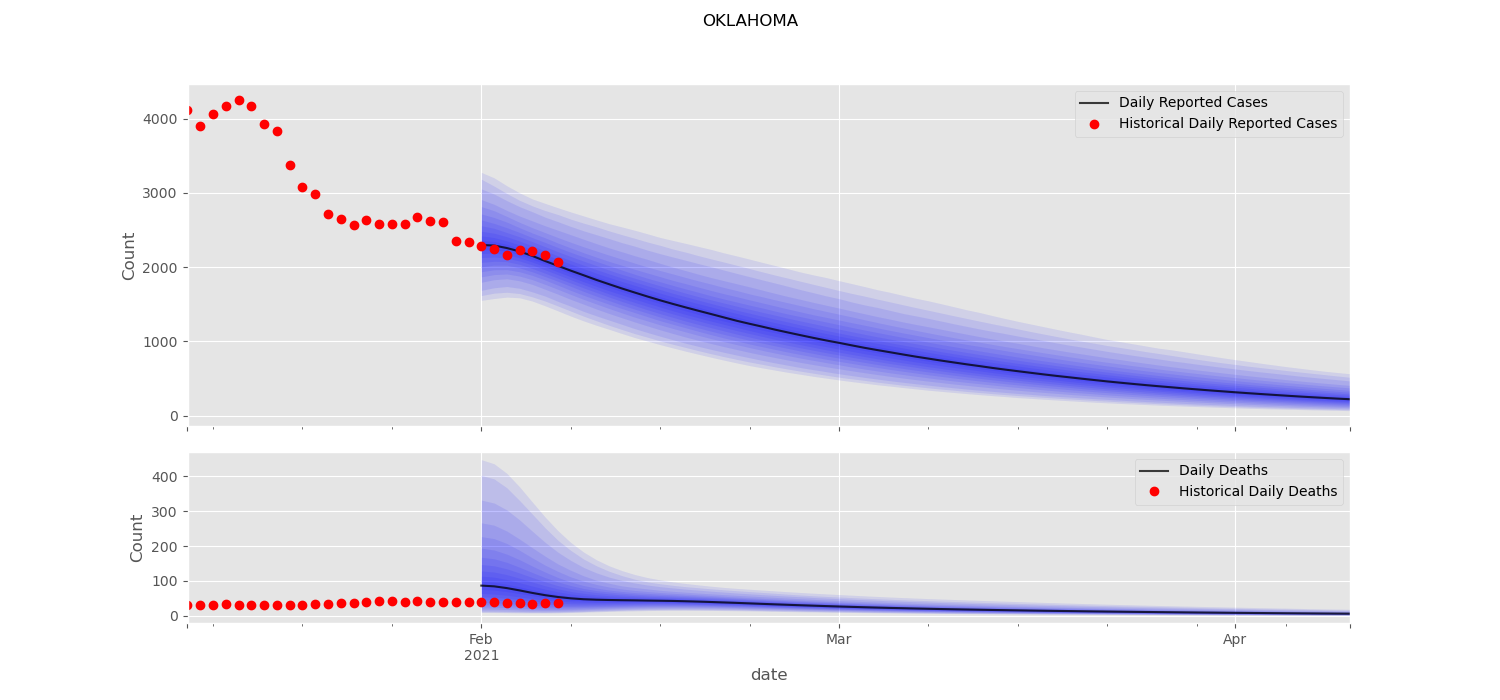 OKLAHOMA
Daily Reported Cases
Historical Daily Reported Cases
4000
3000
2000
1000
0
Count
Daily Deaths
Historical Daily Deaths
400
300
200
100
0
Count
Feb
2021
Mar
Apr
date